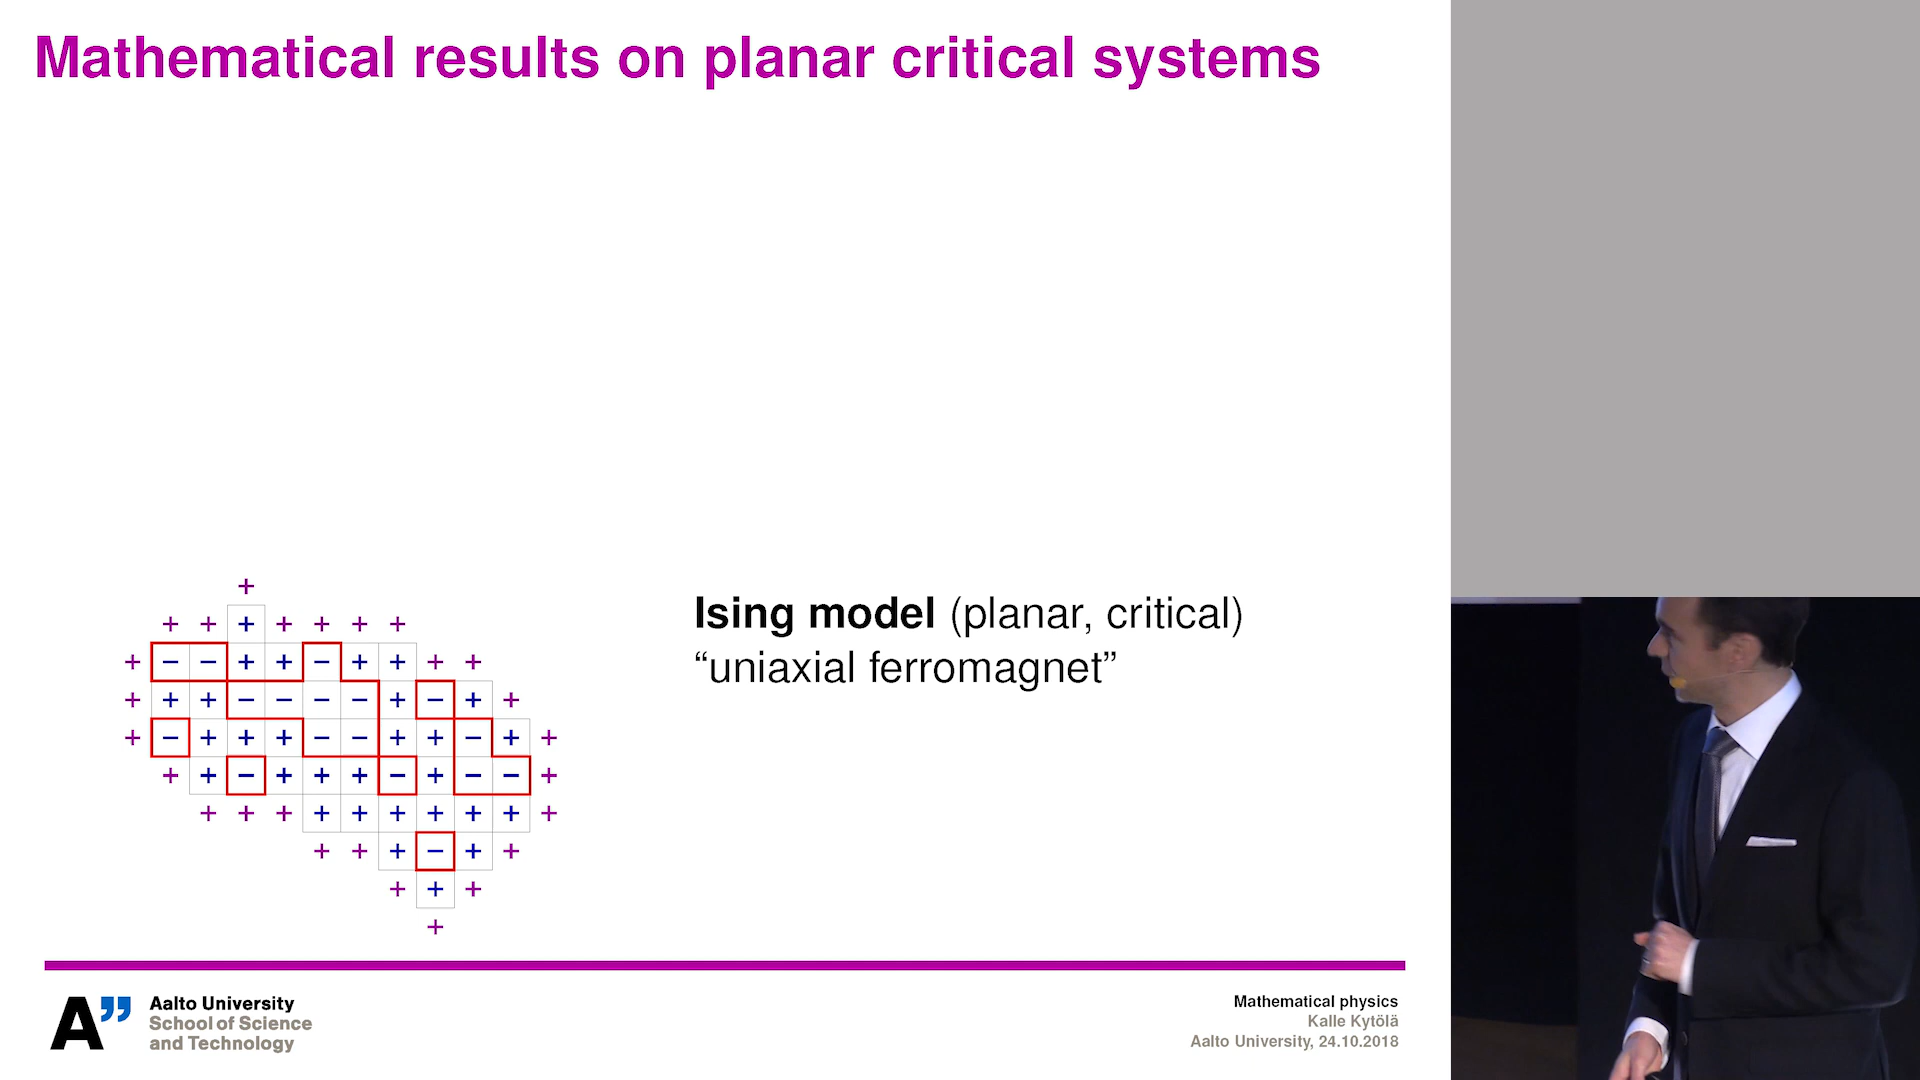 Mathematical results on planar critical systems
+
+ + + + + + +
+ − − + + − + + + +
+ + + − − − − + − + +
+ − + + + − − + + − + +
+ + − + + + − + − − +
+ + + + + + + + + +
+ + + − + +
+ + +
+
Ising model (planar, critical)
“uniaxial ferromagnet”
A”
Aalto University
School of Science
and Technology
Mathematical physics
Kalle Kytölä
Aalto University, 24.10.2018